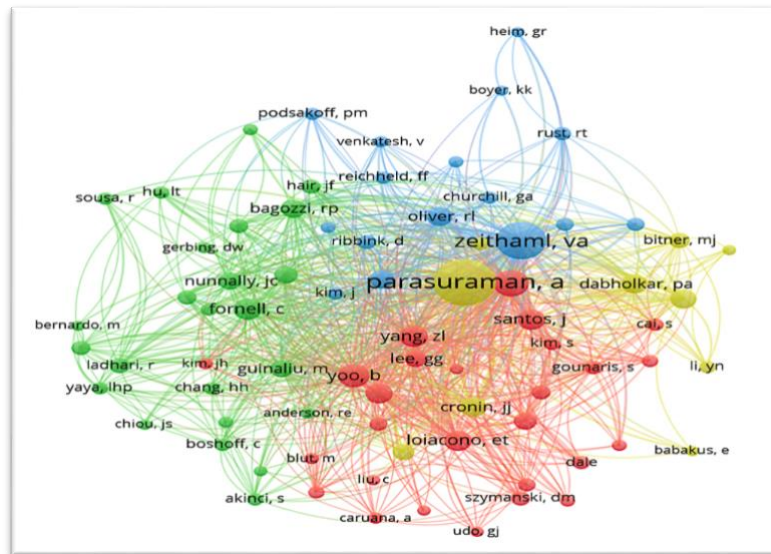 heim, gr
boyer, kk
podsakoff, pm
rust, rt
venkatesh, v
reichheld, ff
hair, jf
hu, lt
sousa, r
churchill, ga
bagozzi, rp
oliver, rl
bitner, mj
zeithaml, va
ribbink, d
gerbing, dw
nunnally, jc
parasuraman, a
dabholkar, pa
kim, j
fornell, c
santos, j
cai, s
bernardo, m
yang, zl
kim, s
lee, gg
ladhari, r
kim, jh
guinaliu, m
yoo, b
gounaris, s
li, yn
yaya, lhp
chang, hh
cronin, jj
anderson, re
chiou, js
boshoff, c
loiacono, et
babakus, e
blut, m
dale
liu, c
akinci, s
szymanski, dm
caruana, a
udo, gj